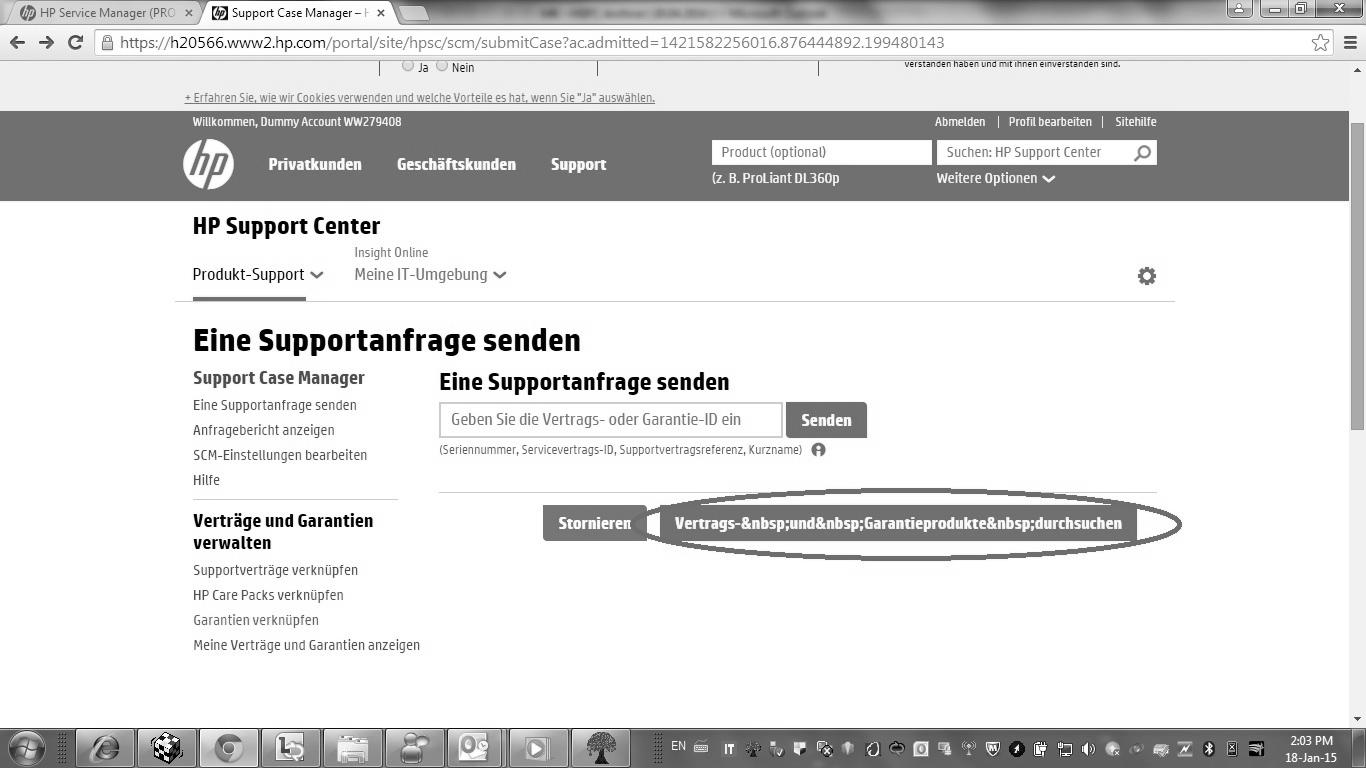 HP Service Manager (PRO
Support Case Manager – H
https://h20566.www2.hp.com/portal/site/hpsc/scm/submitCase?ac.admitted=1421582256016.876444892.199480143
Ja Nein
verstanden haben und mit ihnen einverstanden sind.
+ Erfahren Sie, wie wir Cookies verwenden und welche Vorteile es hat, wenn Sie "Ja" auswählen.
Willkommen, Dummy Account WW279408
Abmelden | Profil bearbeiten | Sitehilfe
hp
Privatkunden Geschäftskunden Support
Product (optional)
Suchen: HP Support Center
(z. B. ProLiant DL360p
Weitere Optionen
HP Support Center
Insight Online
Produkt-Support
Meine IT-Umgebung
Eine Supportanfrage senden
Support Case Manager
Eine Supportanfrage senden
Anfragebericht anzeigen
SCM-Einstellungen bearbeiten
Hilfe
Verträge und Garantien
verwalten
Supportverträge verknüpfen
HP Care Packs verknüpfen
Garantien verknüpfen
Meine Verträge und Garantien anzeigen
Eine Supportanfrage senden
Geben Sie die Vertrags- oder Garantie-ID ein
Senden
(Seriennummer, Servicevertrags-ID, Supportvertragsreferenz, Kurzname)
Stornieren
Vertrags-&nbsp;und&nbsp;Garantieprodukte&nbsp;durchsuchen
EN
IT
2:03 PM
18-Jan-15